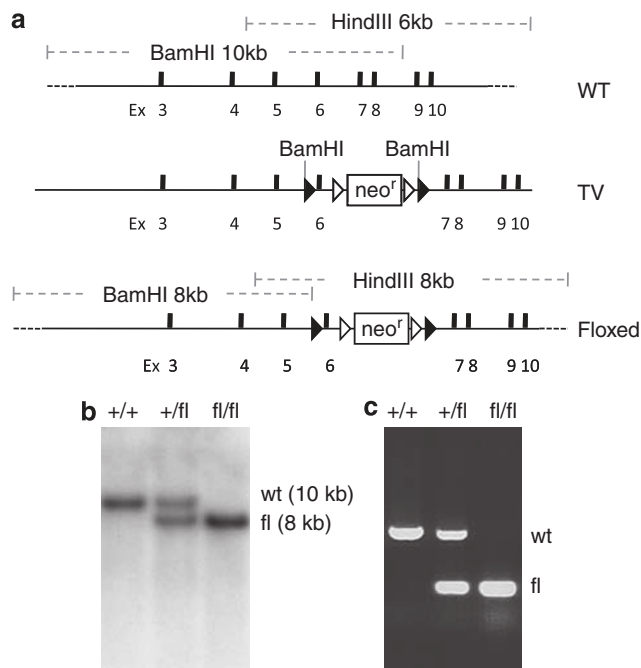 a
HindIII 6kb
BamHI 10kb
WT
Ex 3 4 5 6 7 8 9 10
BamHI BamHI
neoʳ
TV
Ex 3 4 5 6 7 8 9 10
HindIII 8kb
BamHI 8kb
neoʳ
Floxed
Ex 3 4 5 6 7 8 9 10
b +/+ +/fl fl/fl
wt (10 kb)
fl (8 kb)
c +/+ +/fl fl/fl
wt
fl